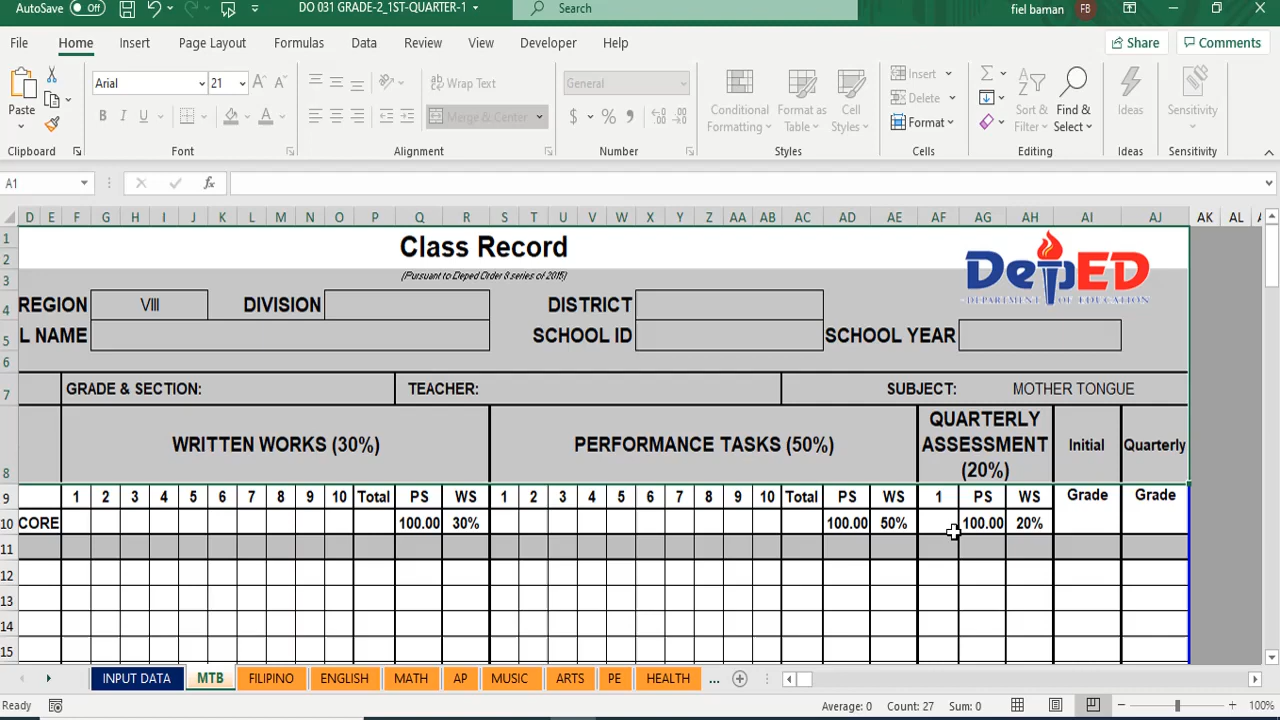 AutoSave Off DO 031 GRADE-2_1ST-QUARTER-1 Search fiel baman FB
File Home Insert Page Layout Formulas Data Review View Developer Help Share Comments
Paste Arial 21 Wrap Text General Conditional Formatting Format as Table Cell Styles Insert Sort & Filter Find & Select Ideas Sensitivity
B I U Merge & Center $ % 9 Delete
Format
Clipboard Font Alignment Number Styles Cells Editing Ideas Sensitivity
A1 fx
D E F G H I J K L M N O P Q R S T U V W X Y Z AA AB AC AD AE AF AG AH AI AJ AK AL
1 Class Record
2 DepED
3 (Pursuant to Deped Order 8 series of 2015) DEPARTMENT OF EDUCATION
4 REGION VIII DIVISION DISTRICT
5 L NAME SCHOOL ID SCHOOL YEAR
6
7 GRADE & SECTION: TEACHER: SUBJECT: MOTHER TONGUE
8 WRITTEN WORKS (30%) PERFORMANCE TASKS (50%) QUARTERLY ASSESSMENT (20%) Initial Quarterly
9 1 2 3 4 5 6 7 8 9 10 Total PS WS 1 2 3 4 5 6 7 8 9 10 Total PS WS 1 PS WS Grade Grade
10 CORE 100.00 30% 100.00 50% 100.00 20%
11
12
13
14
15
INPUT DATA MTB FILIPINO ENGLISH MATH AP MUSIC ARTS PE HEALTH ...
Ready Average: 0 Count: 27 Sum: 0 100%